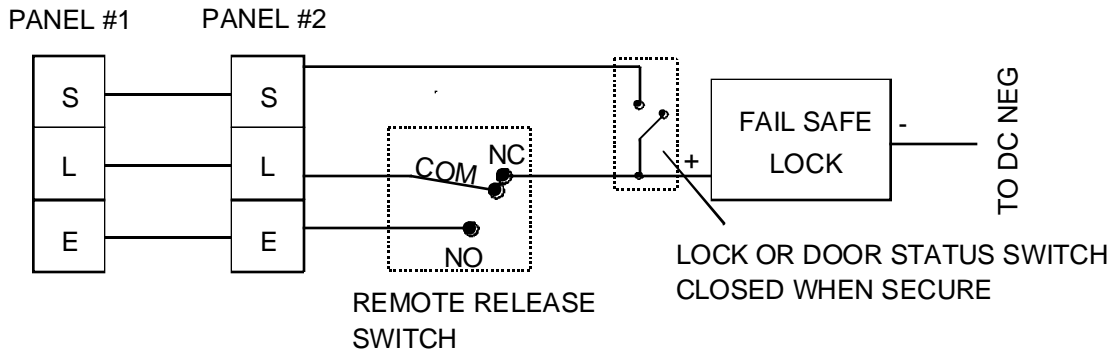 PANEL #1
PANEL #2
S
S
L
L
E
E
COM
NC
NO
REMOTE RELEASE
SWITCH
+
FAIL SAFE
LOCK
-
TO DC NEG
LOCK OR DOOR STATUS SWITCH
CLOSED WHEN SECURE